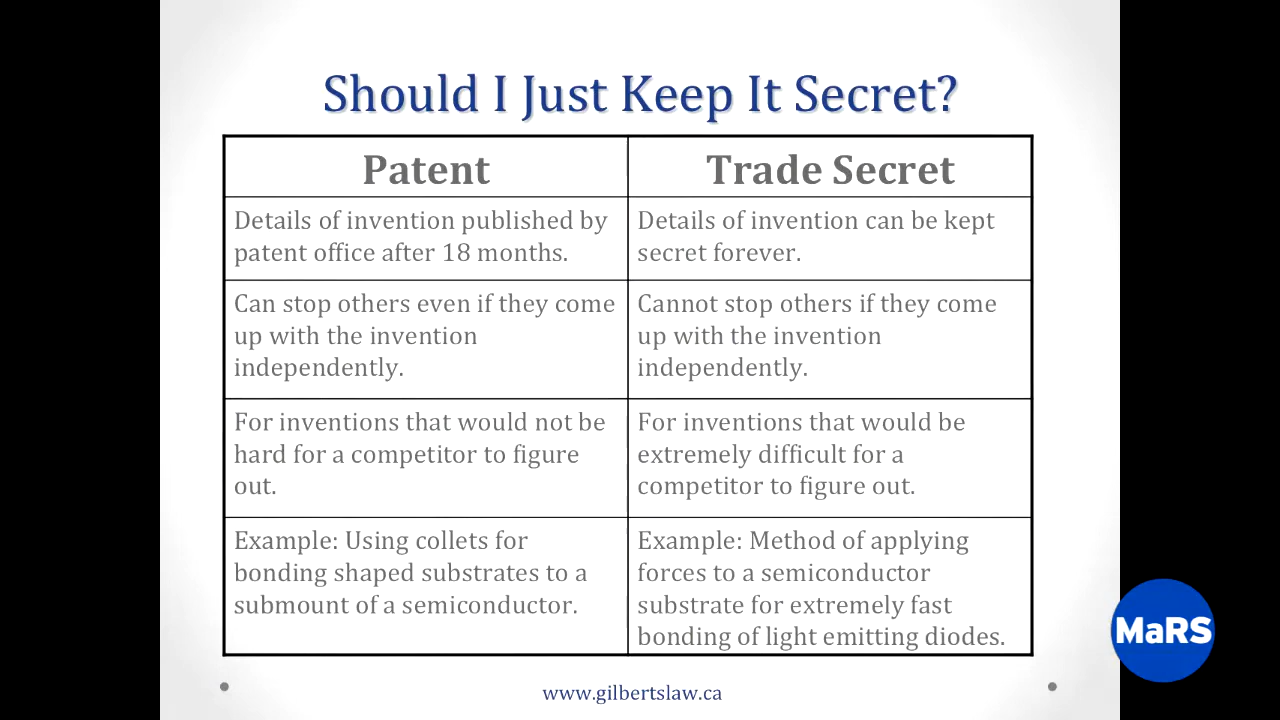 Should I Just Keep It Secret?
Patent
Trade Secret
Details of invention published by
patent office after 18 months.
Details of invention can be kept
secret forever.
Can stop others even if they come
up with the invention
independently.
Cannot stop others if they come
up with the invention
independently.
For inventions that would not be
hard for a competitor to figure
out.
For inventions that would be
extremely difficult for a
competitor to figure out.
Example: Using collets for
bonding shaped substrates to a
submount of a semiconductor.
Example: Method of applying
forces to a semiconductor
substrate for extremely fast
bonding of light emitting diodes.
MaRS
www.gilbertslaw.ca